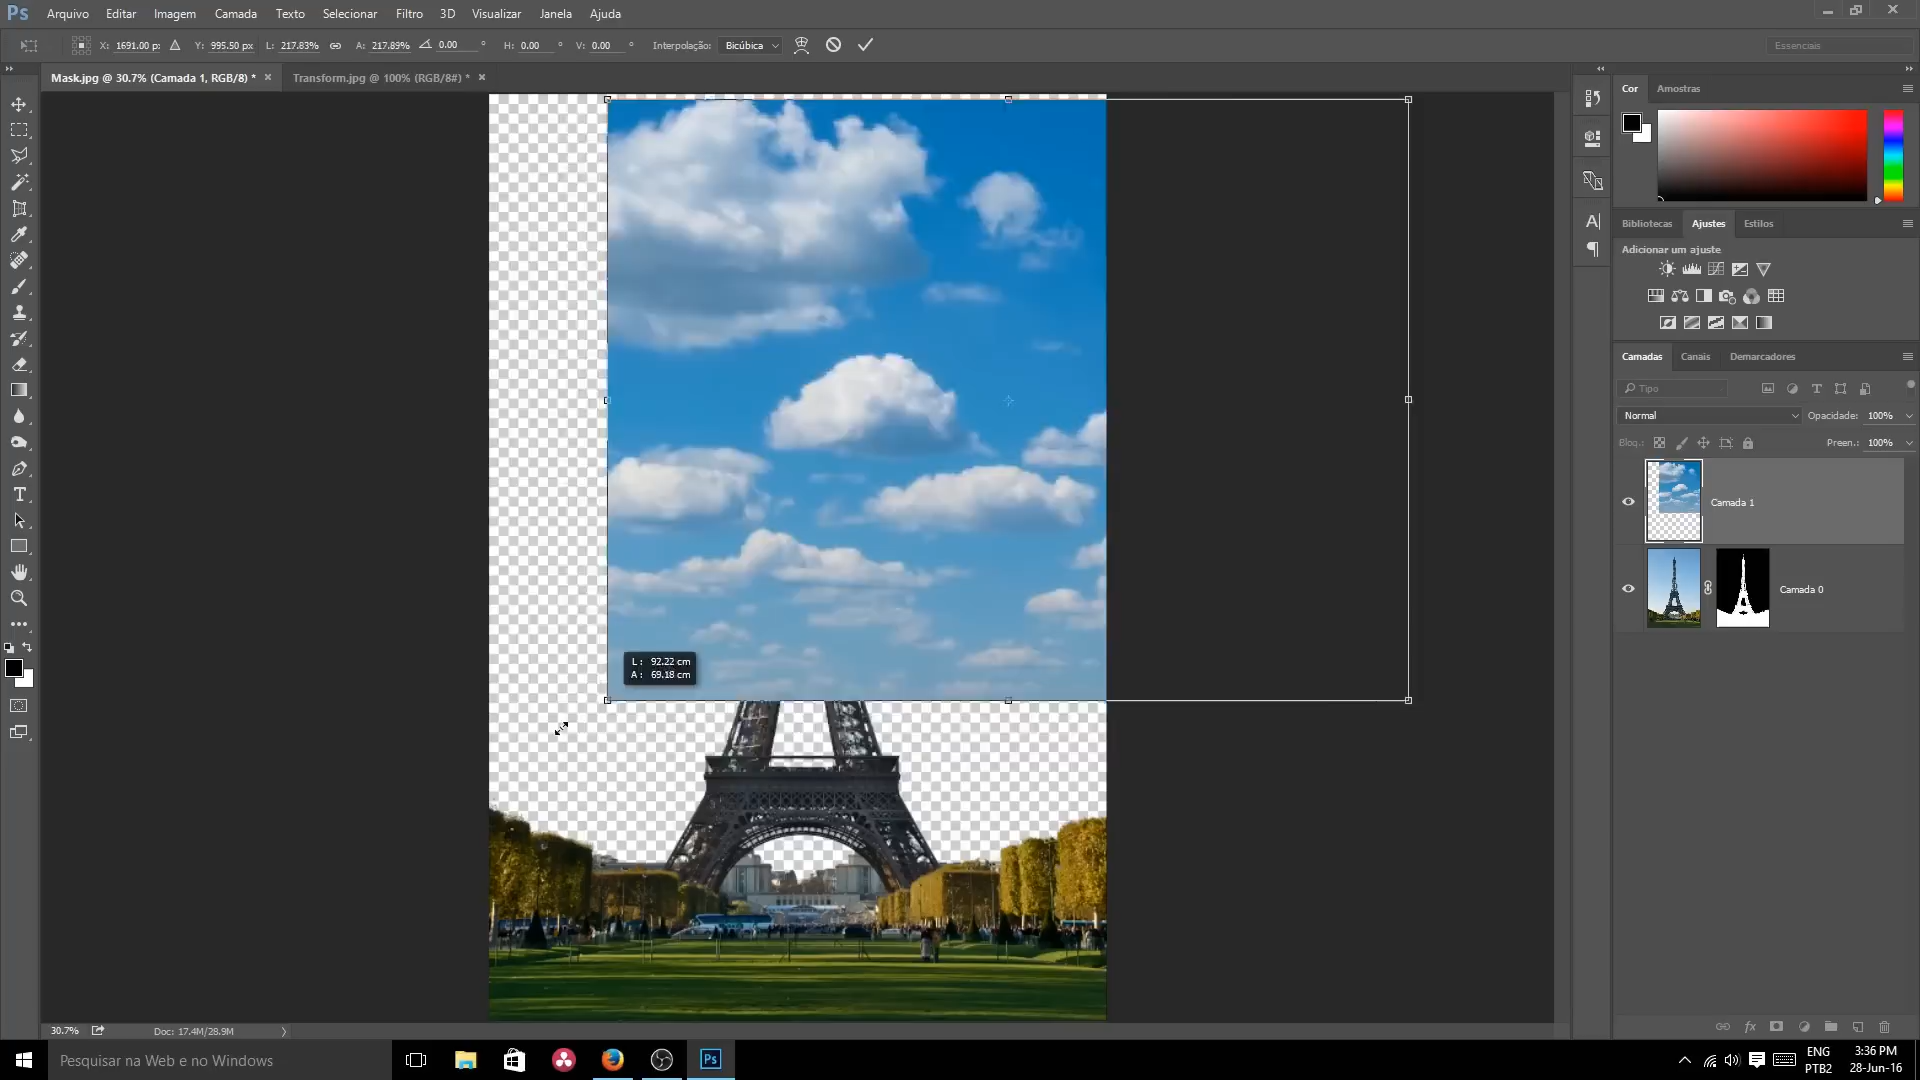 Ps Arquivo Editar Imagem Camada Texto Selecionar Filtro 3D Visualizar Janela Ajuda
X: 1691.00 p: Y: 995.50 px L: 217.83% A: 217.89% 0.00 ° H: 0.00 ° V: 0.00 ° Interpolação: Bicúbica Essenciais
Mask.jpg @ 30.7% (Camada 1, RGB/8) * × Transform.jpg @ 100% (RGB/8#) * ×
Cor Amostras
Bibliotecas Ajustes Estilos
Adicionar um ajuste
Camadas Canais Demarcadores
Tipo
Normal Opacidade: 100%
Bloq.: Preen.: 100%
Camada 1
Camada 0
L : 92.22 cm
A : 69.18 cm
30.7% Doc: 17.4M/28.9M
Pesquisar na Web e no Windows
Ps
ENG
PTB2
3:36 PM
28-Jun-16